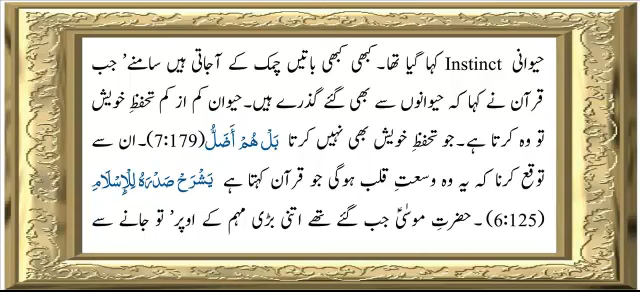 حیوانی Instinct کہا گیا تھا۔ کبھی کبھی باتیں چمک کے آجاتی ہیں سامنے’ جب
قرآن نے کہا کہ حیوانوں سے بھی گئے گذرے ہیں۔ حیوان کم از کم تحفظِ خویش
تو وہ کرتا ہے۔ جو تحفظِ خویش بھی نہیں کرتا بَلْ هُمْ أَضَلُّ (7:179)۔ ان سے
توقع کرنا کہ یہ وہ وسعتِ قلب ہوگی جو قرآن کہتا ہے يَشْرَحْ صَدْرَهُ لِلْإِسْلَامِ
(6:125)۔ حضرتِ موسٰیؑ جب گئے تھے اتنی بڑی مہم کے اوپر’ تو جانے سے